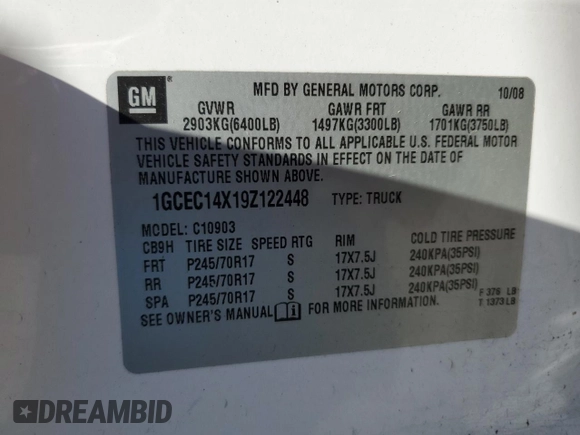 GM ®
MFD BY GENERAL MOTORS CORP. 10/08
GVWR GAWR FRT GAWR RR
2903KG(6400LB) 1497KG(3300LB) 1701KG(3750LB)
THIS VEHICLE CONFORMS TO ALL APPLICABLE U.S. FEDERAL MOTOR
VEHICLE SAFETY STANDARDS IN EFFECT ON THE DATE OF
MANUFACTURE SHOWN ABOVE.
1GCEC14X19Z122448 TYPE: TRUCK
MODEL: C10903
CB9H TIRE SIZE SPEED RTG RIM COLD TIRE PRESSURE
FRT P245/70R17 S 17X7.5J 240KPA(35PSI)
RR P245/70R17 S 17X7.5J 240KPA(35PSI)
SPA P245/70R17 S 17X7.5J 240KPA(35PSI)
F 376 LB
T 1373 LB
SEE OWNER'S MANUAL i FOR MORE INFORMATION.
DREAMBID